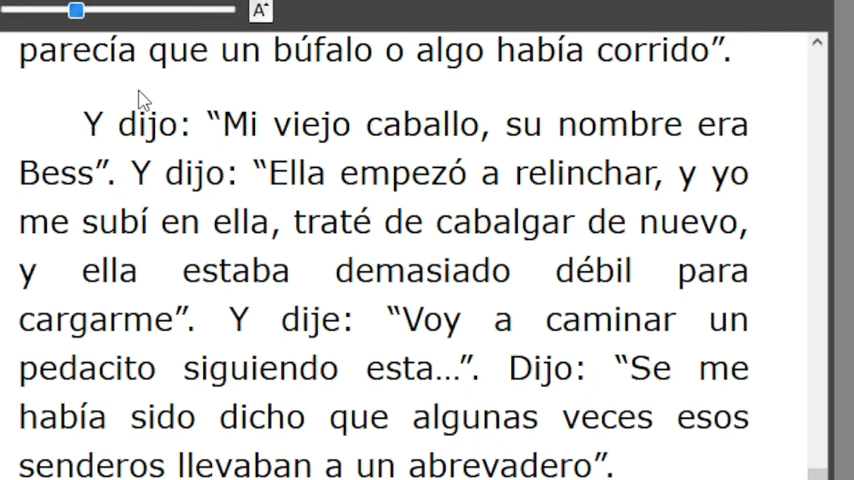 A
parecía que un búfalo o algo había corrido”.
Y dijo: “Mi viejo caballo, su nombre era
Bess”. Y dijo: “Ella empezó a relinchar, y yo
me subí en ella, traté de cabalgar de nuevo,
y ella estaba demasiado débil para
cargarme”. Y dije: “Voy a caminar un
pedacito siguiendo esta...”. Dijo: “Se me
había sido dicho que algunas veces esos
senderos llevaban a un abrevadero”.